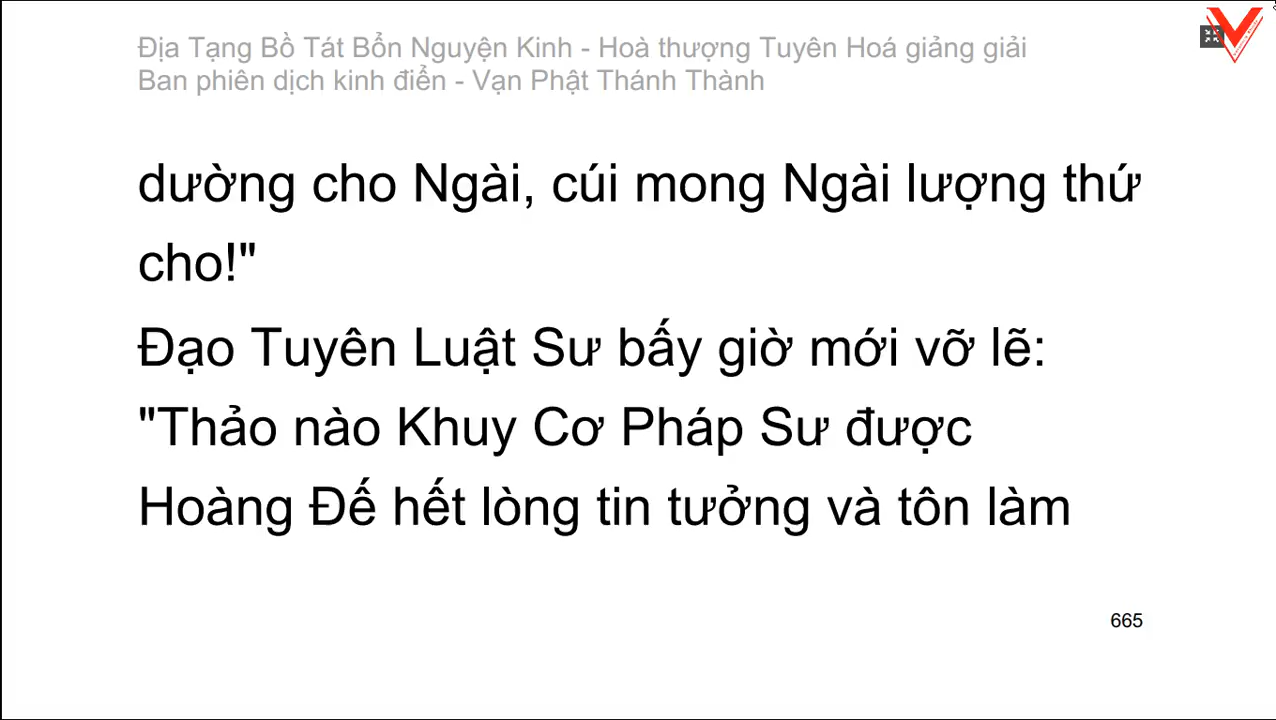 Địa Tạng Bồ Tát Bổn Nguyện Kinh - Hoà thượng Tuyên Hoá giảng giải
Ban phiên dịch kinh điển - Vạn Phật Thánh Thành
dường cho Ngài, cúi mong Ngài lượng thứ
cho!"
Đạo Tuyên Luật Sư bấy giờ mới vỡ lẽ:
"Thảo nào Khuy Cơ Pháp Sư được
Hoàng Đế hết lòng tin tưởng và tôn làm
665